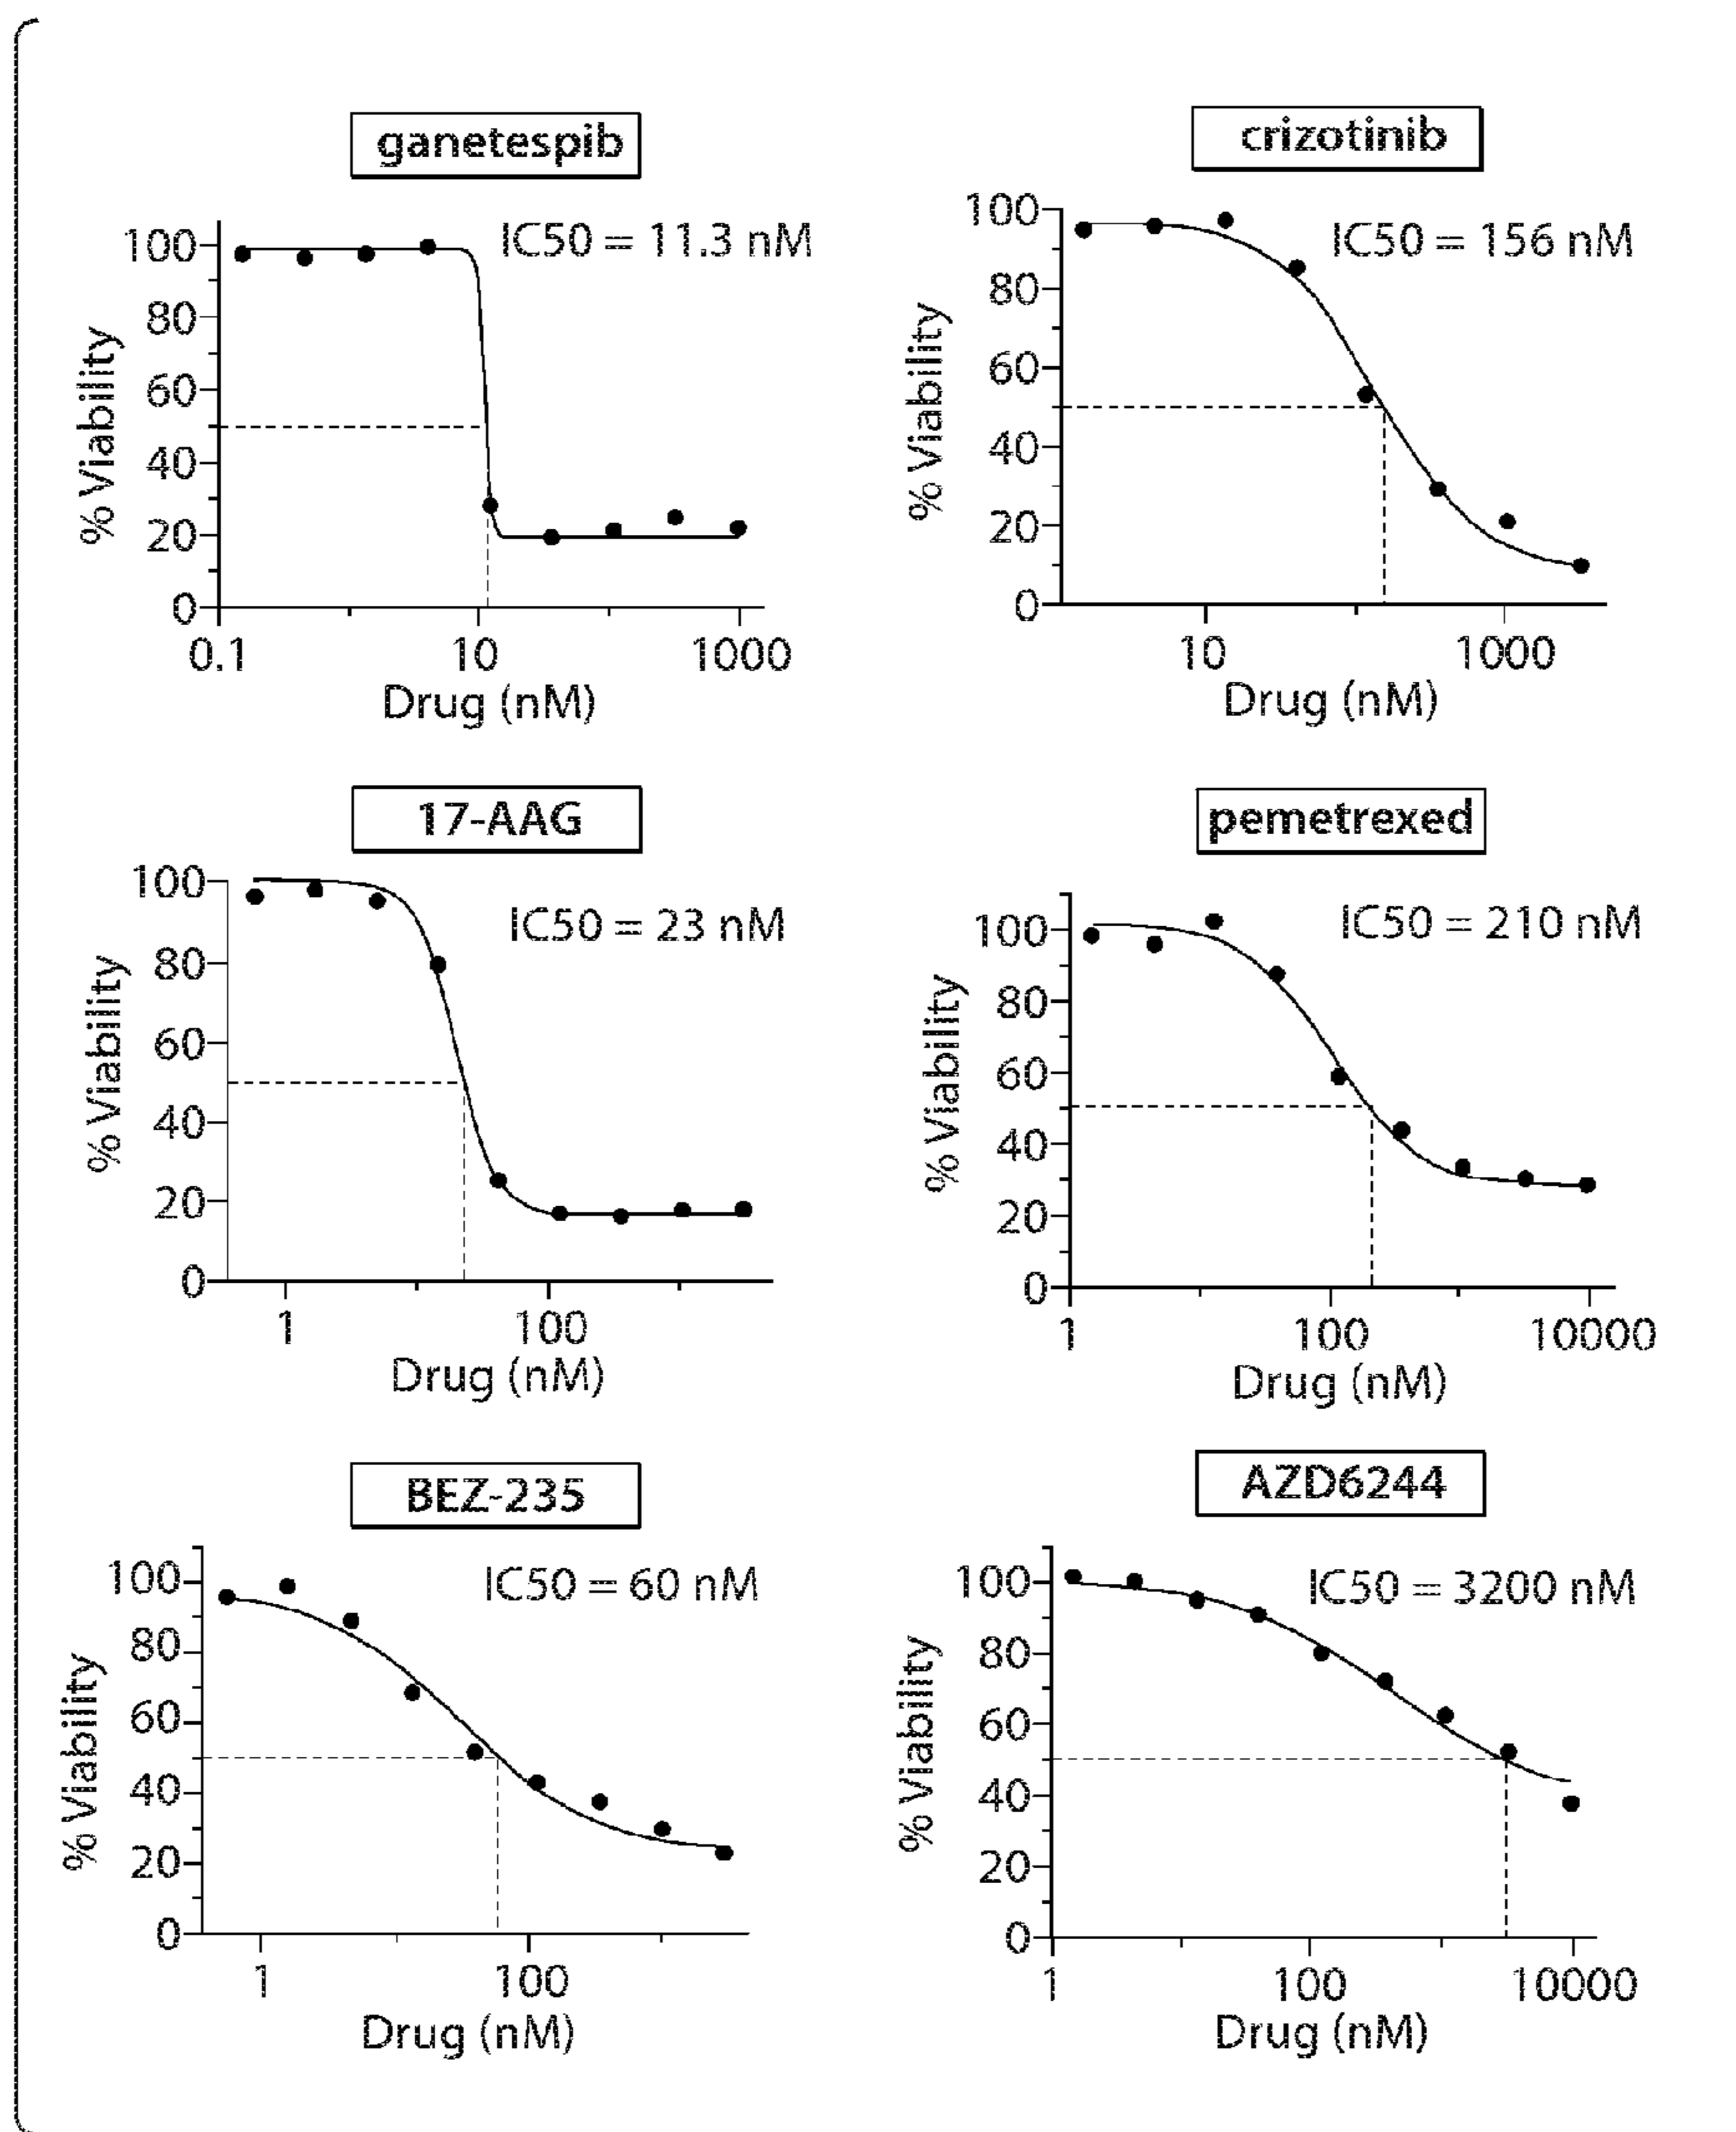 ganetespib
IC50 = 11.3 nM
% Viability
100
80
60
40
20
0
0.1
10
1000
Drug (nM)
crizotinib
IC50 = 156 nM
% Viability
100
80
60
40
20
0
10
1000
Drug (nM)
17-AAG
IC50 = 23 nM
% Viability
100
80
60
40
20
0
1
100
Drug (nM)
pemetrexed
IC50 = 210 nM
% Viability
100
80
60
40
20
0
1
100
10000
Drug (nM)
BEZ-235
IC50 = 60 nM
% Viability
100
80
60
40
20
0
1
100
Drug (nM)
AZD6244
IC50 = 3200 nM
% Viability
100
80
60
40
20
0
1
100
10000
Drug (nM)